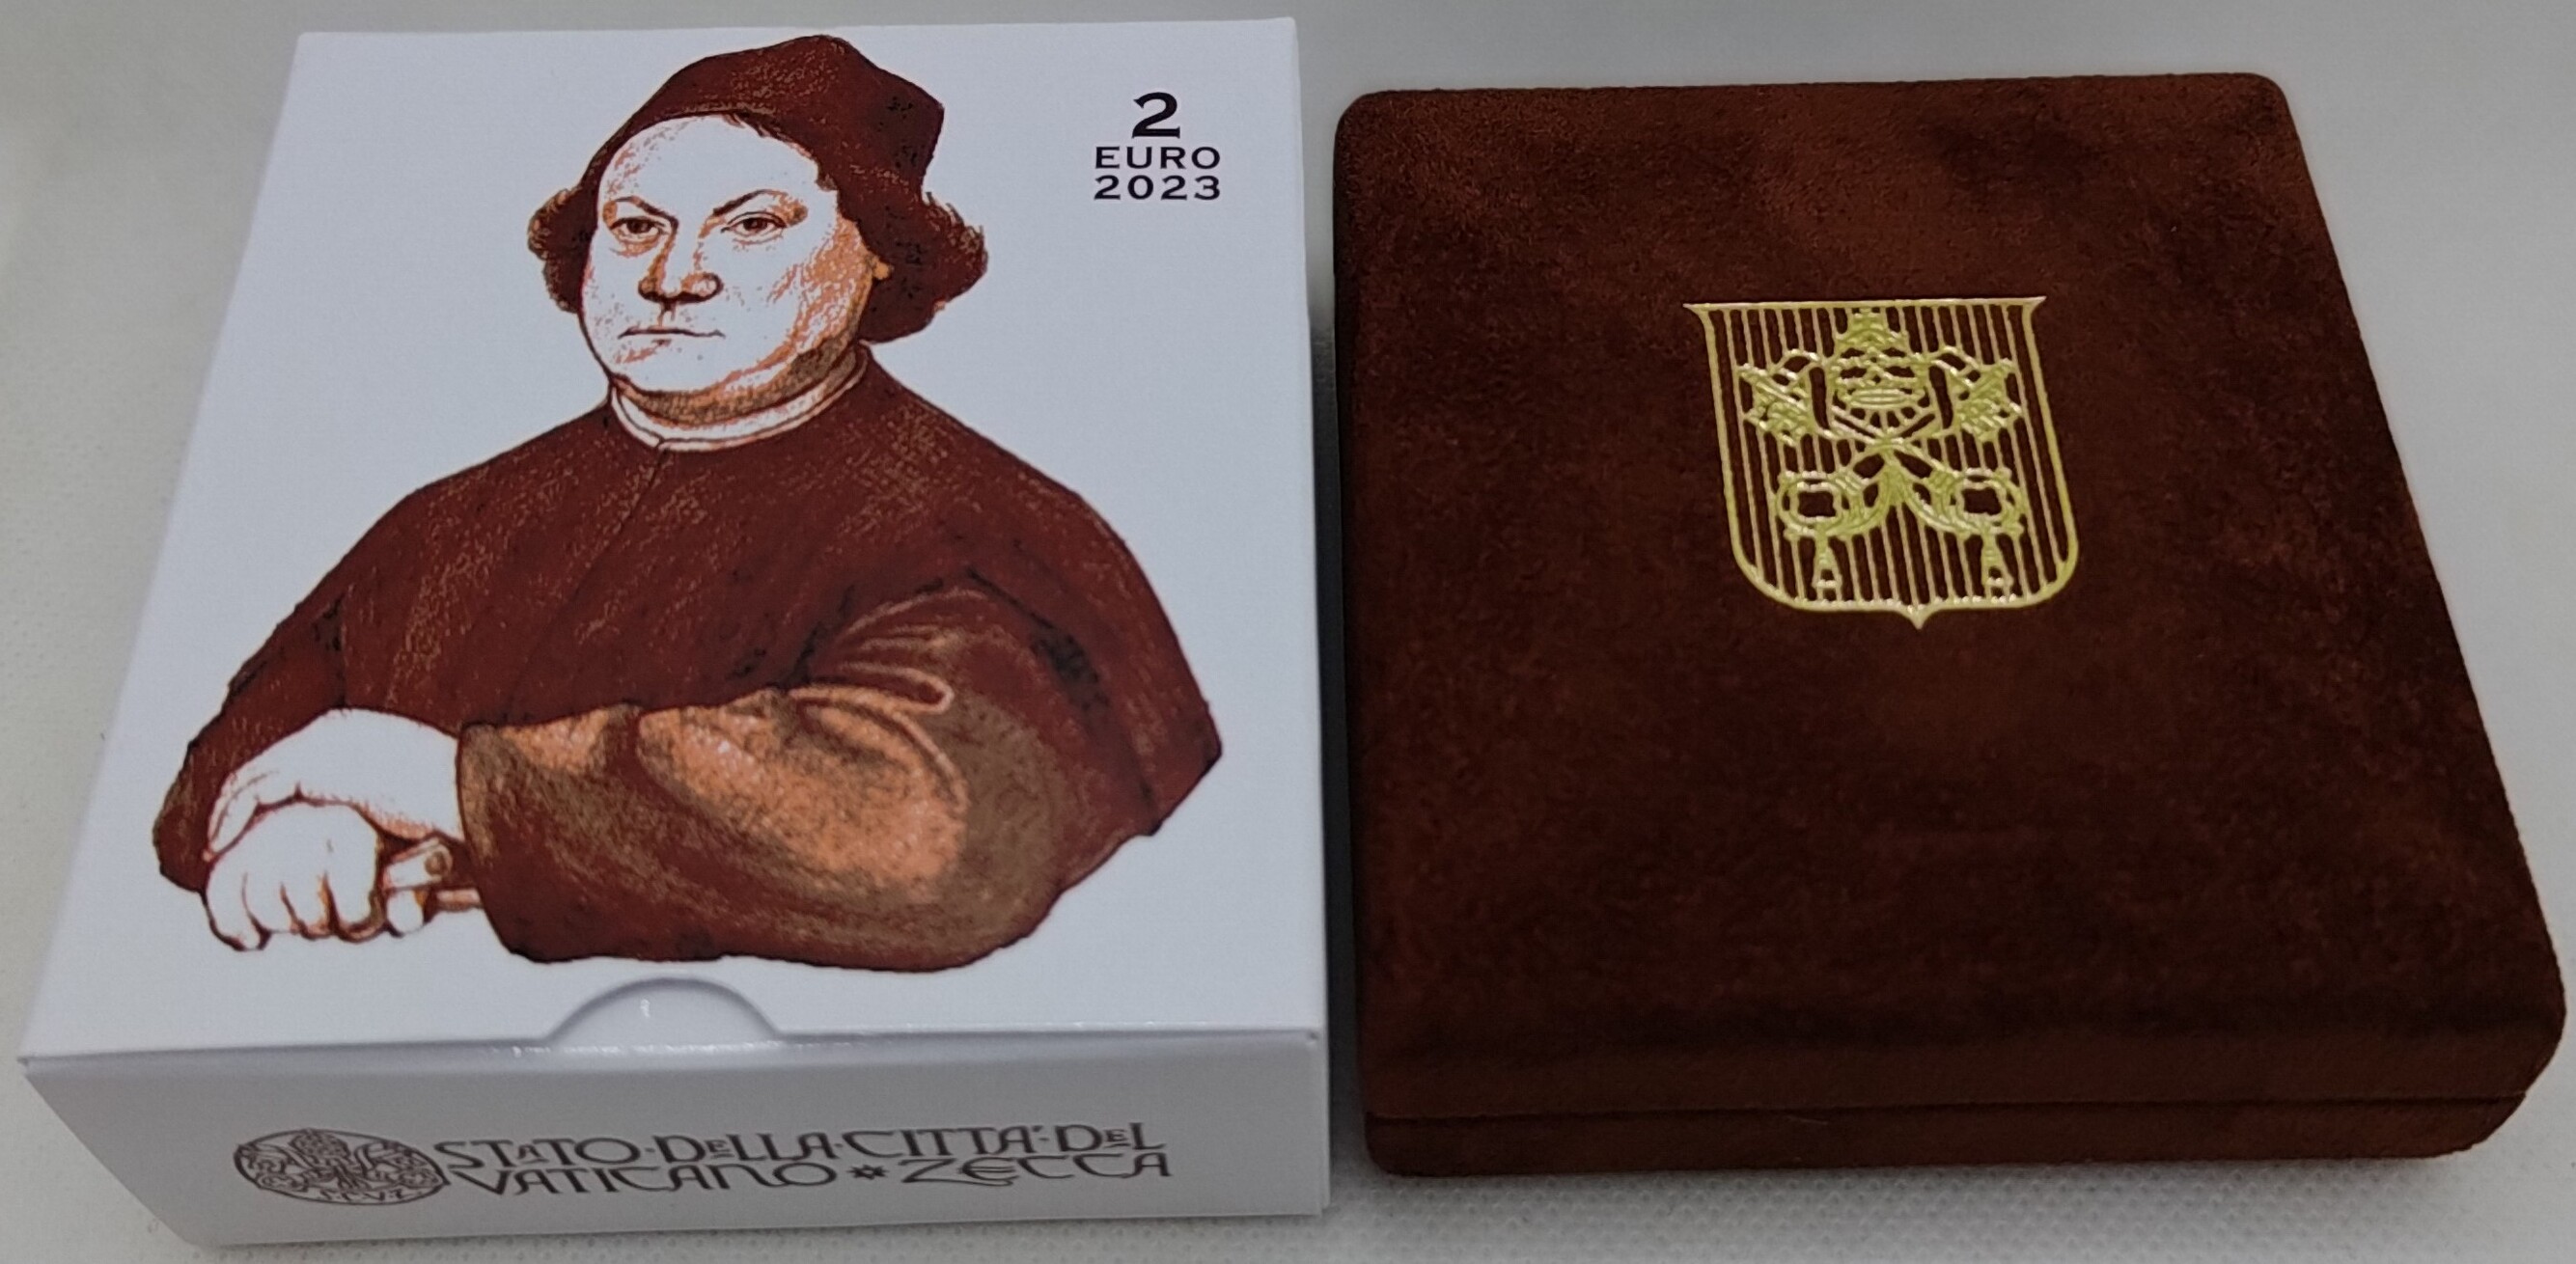 2
EURO
2023
STATO·DELLA·CITTA'·DEL
VATICANO * ZECCA